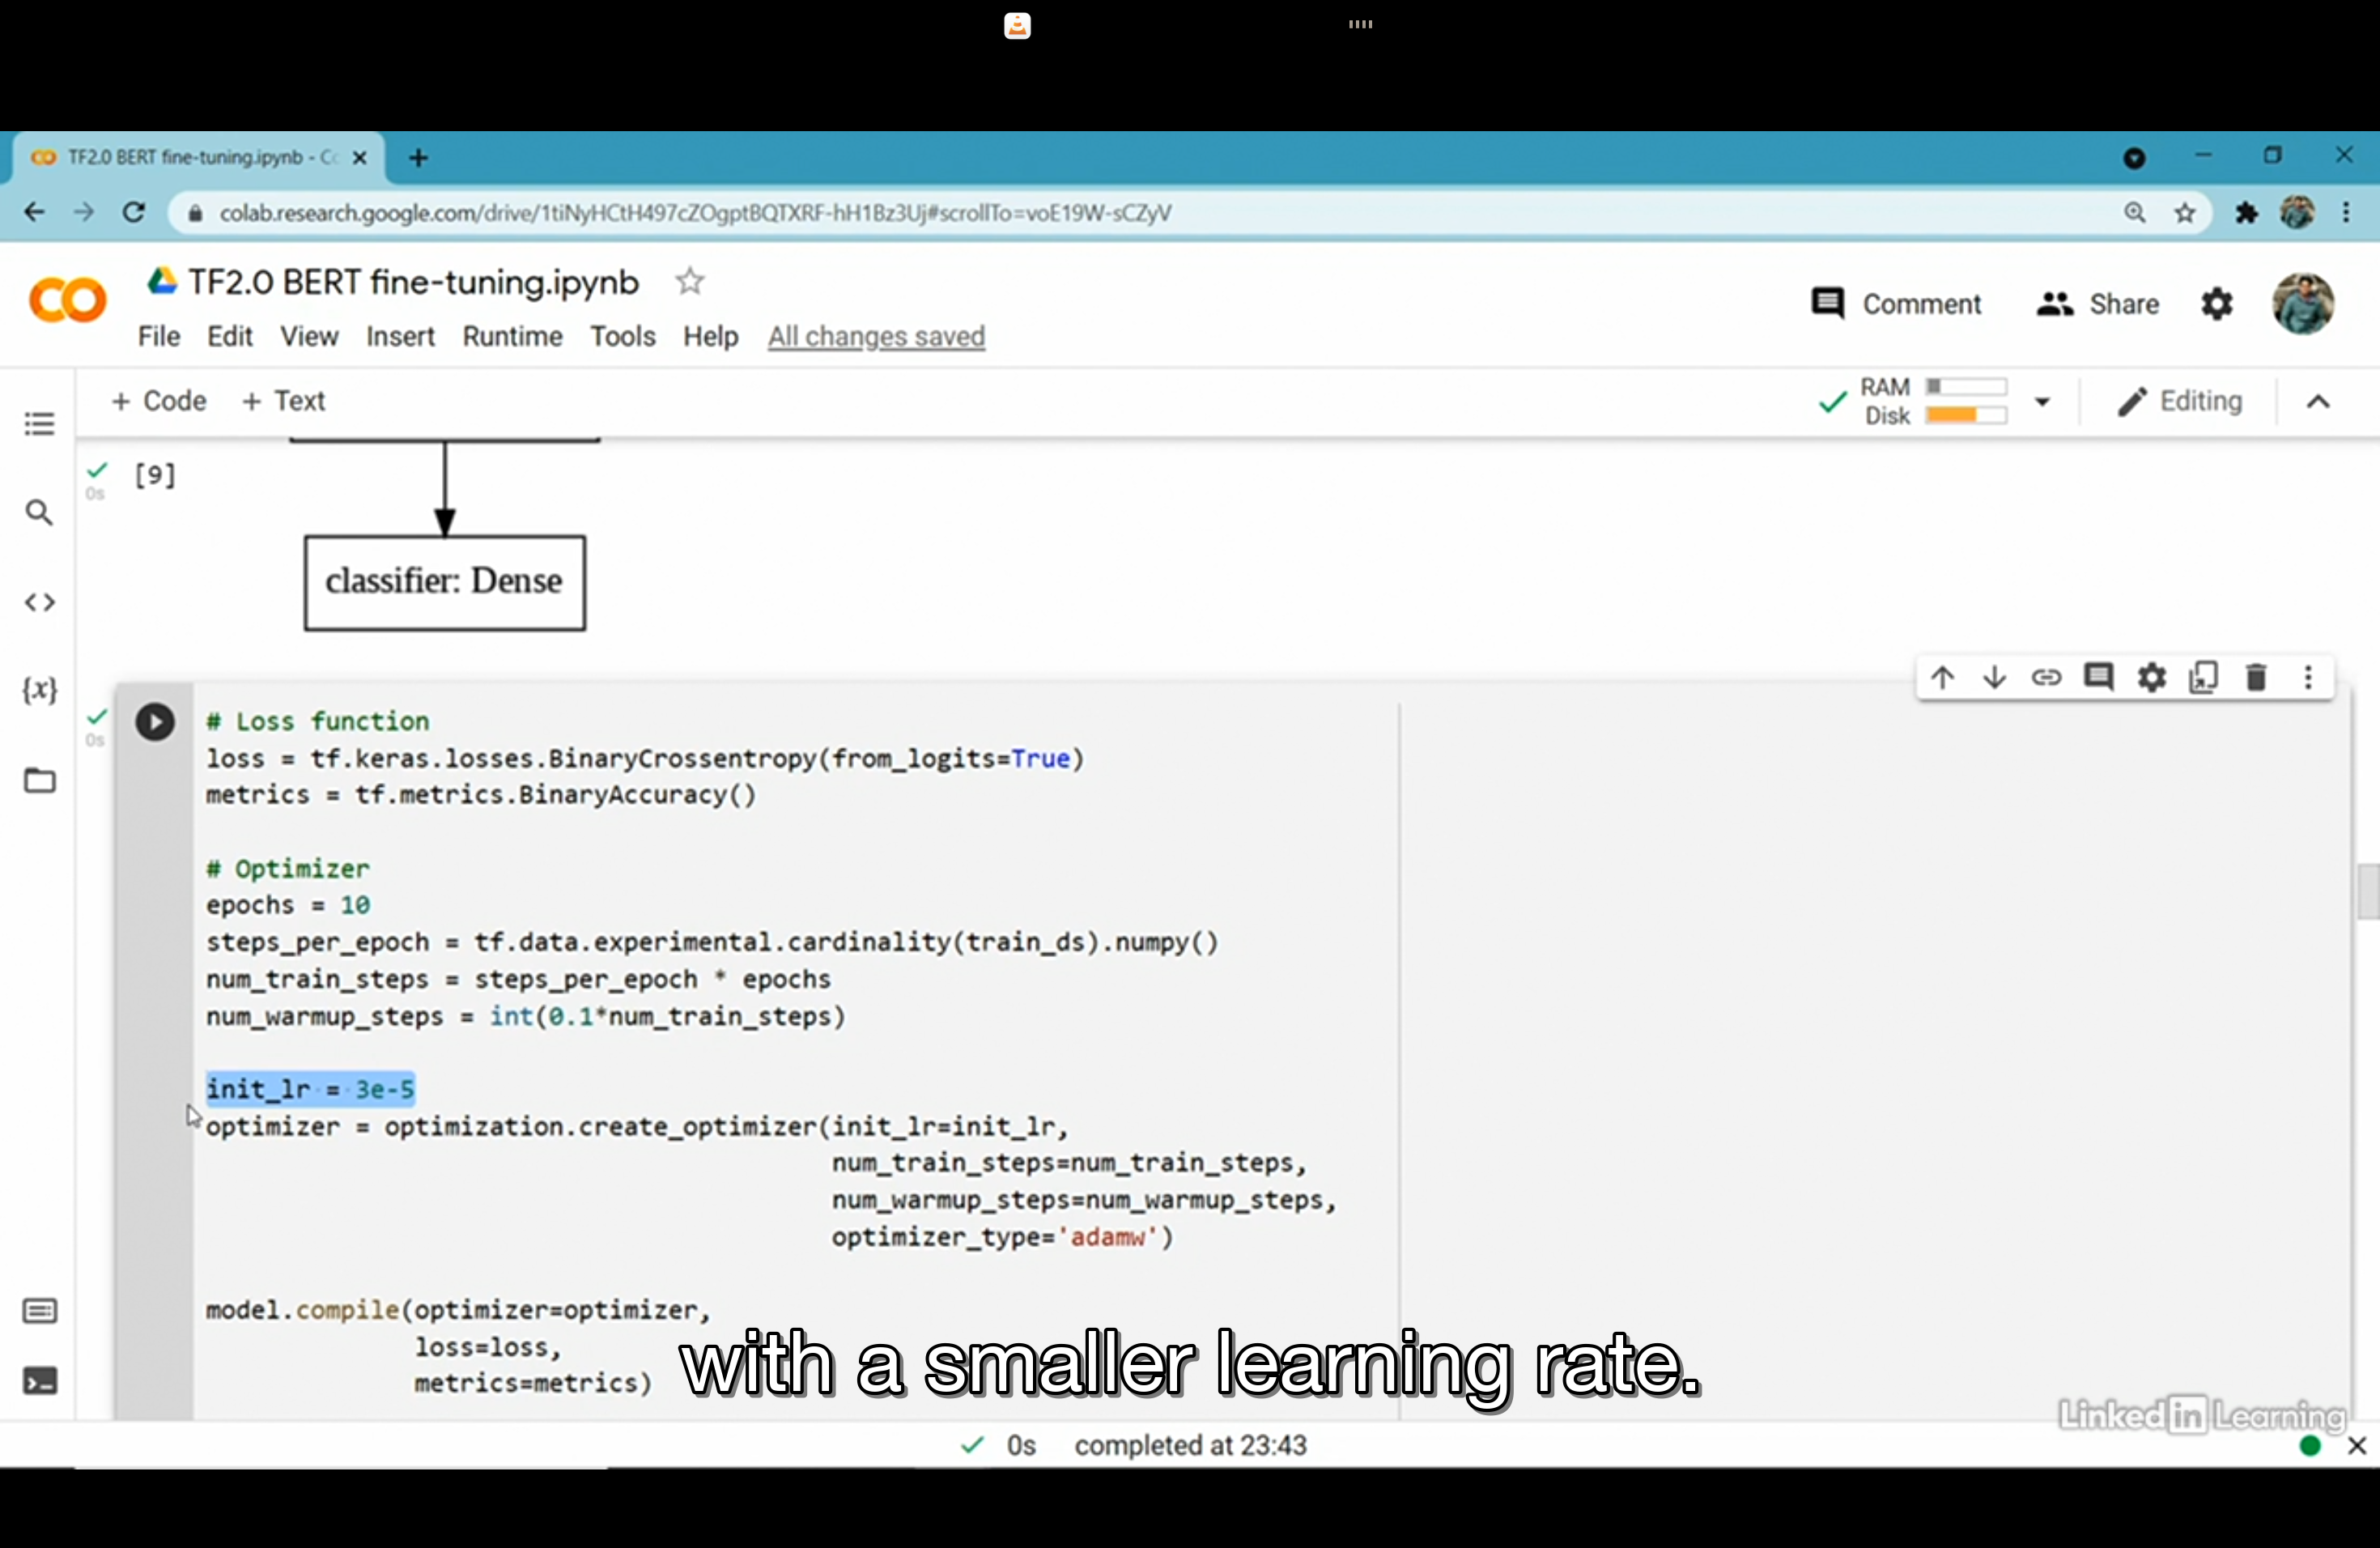 TF2.0 BERT fine-tuning.ipynb - Co
colab.research.google.com/drive/1tiNyHCtH497cZOgptBQTXRF-hH1Bz3Uj#scrollTo=voE19W-sCZyV
TF2.0 BERT fine-tuning.ipynb
Comment
Share
File Edit View Insert Runtime Tools Help All changes saved
+ Code + Text
RAM
Disk
Editing
[9]
0s
classifier: Dense
{x}
0s
# Loss function
loss = tf.keras.losses.BinaryCrossentropy(from_logits=True)
metrics = tf.metrics.BinaryAccuracy()
# Optimizer
epochs = 10
steps_per_epoch = tf.data.experimental.cardinality(train_ds).numpy()
num_train_steps = steps_per_epoch * epochs
num_warmup_steps = int(0.1*num_train_steps)
init_lr = 3e-5
optimizer = optimization.create_optimizer(init_lr=init_lr,
num_train_steps=num_train_steps,
num_warmup_steps=num_warmup_steps,
optimizer_type='adamw')
model.compile(optimizer=optimizer,
loss=loss,
metrics=metrics)
with a smaller learning rate.
Linked in Learning
0s completed at 23:43